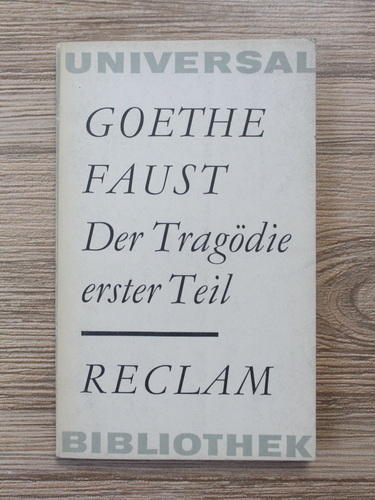 UNIVERSAL
GOETHE
FAUST
Der Tragödie
erster Teil
RECLAM
BIBLIOTHEK